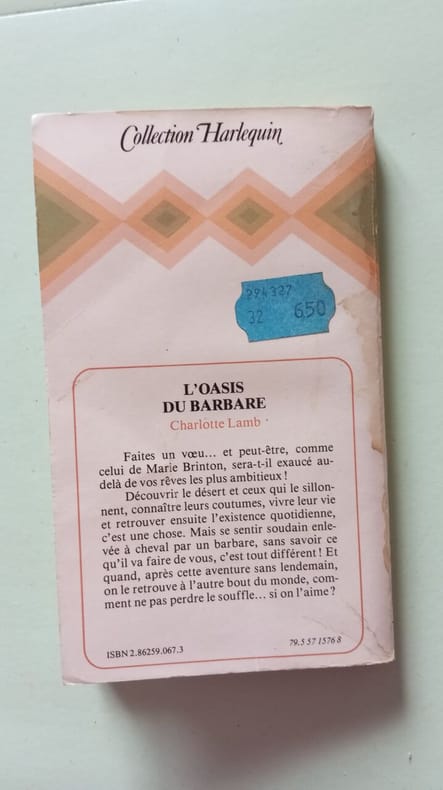 Collection Harlequin
294327
32 650
L'OASIS
DU BARBARE
Charlotte Lamb
Faites un vœu... et peut-être, comme
celui de Marie Brinton, sera-t-il exaucé au-
delà de vos rêves les plus ambitieux !
Découvrir le désert et ceux qui le sillon-
nent, connaître leurs coutumes, vivre leur vie
et retrouver ensuite l'existence quotidienne,
c'est une chose. Mais se sentir soudain enle-
vée à cheval par un barbare, sans savoir ce
qu'il va faire de vous, c'est tout différent ! Et
quand, après cette aventure sans lendemain,
on le retrouve à l'autre bout du monde, com-
ment ne pas perdre le souffle... si on l'aime ?
ISBN 2.86259.067.3 79.5 57 1576 8